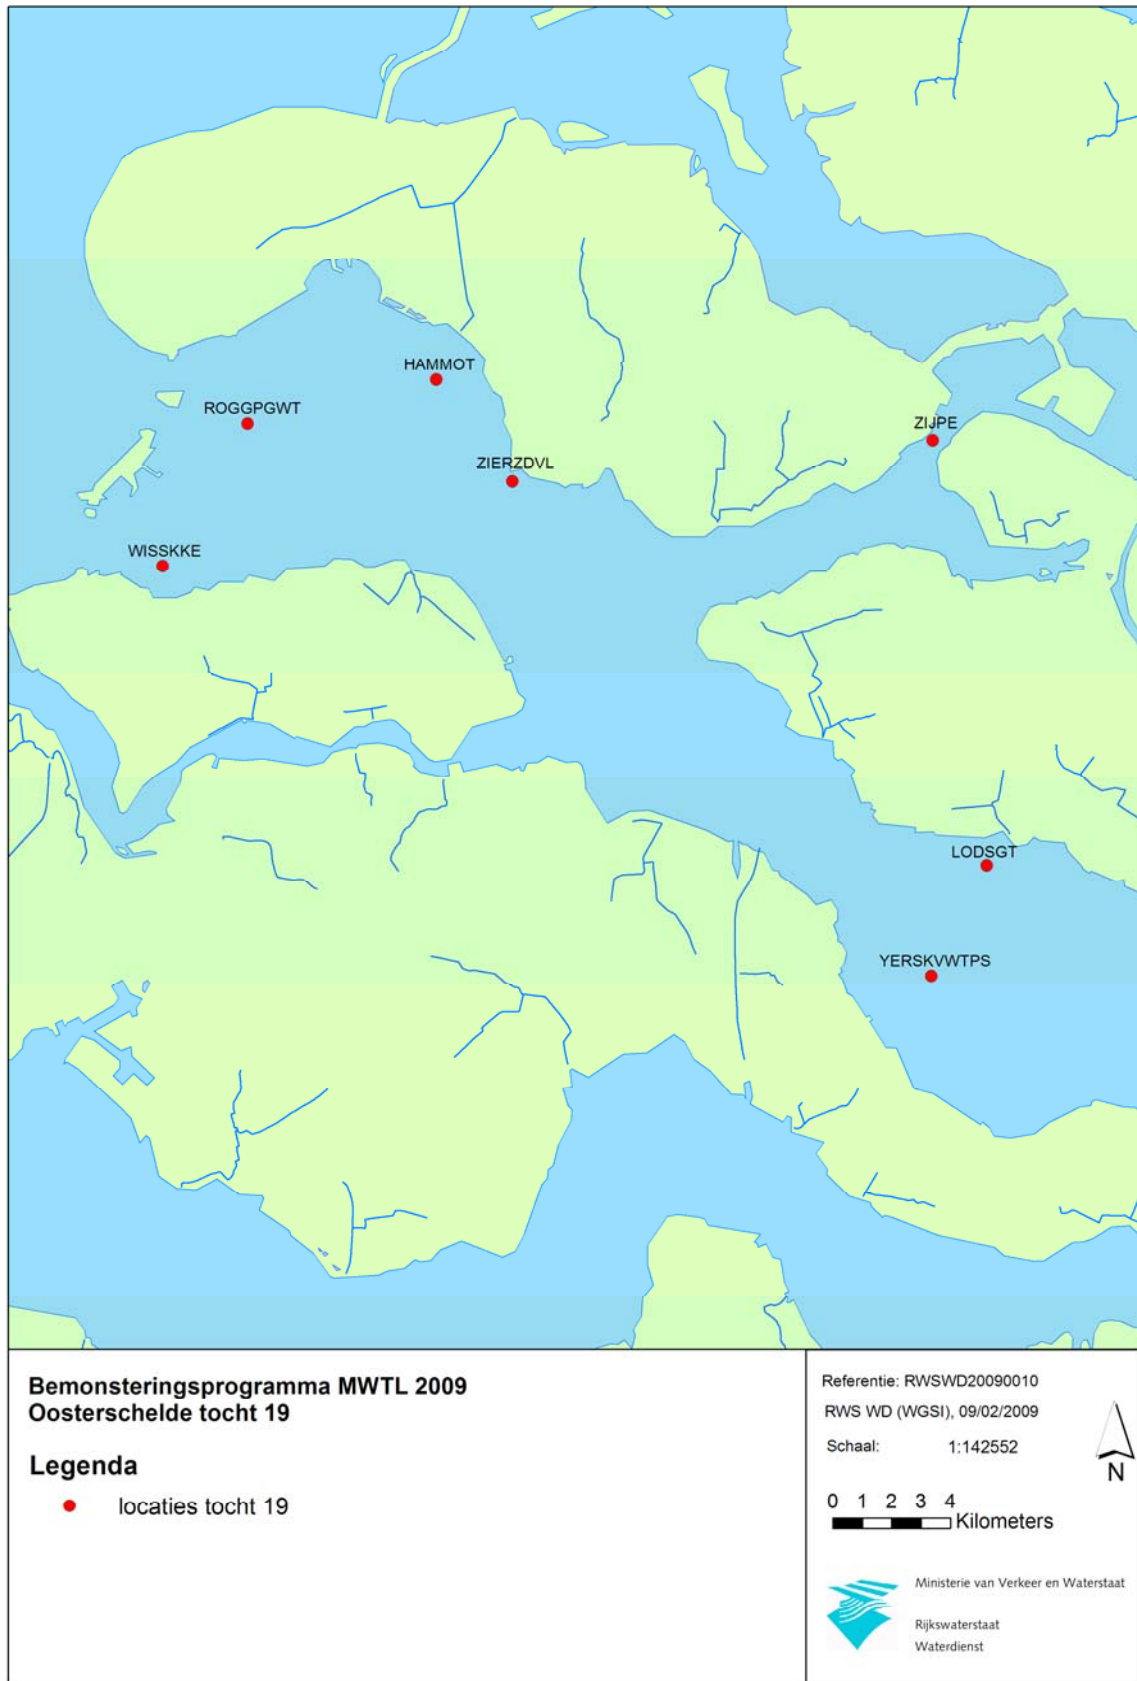 HAMMOT
ROGGPGWT
ZIJPE
ZIERZDVL
WISSKKE
LODSGT
YERSKVWTPS
Bemonsteringsprogramma MWTL 2009
Oosterschelde tocht 19
Legenda
locaties tocht 19
Referentie: RWSWD20090010
RWS WD (WGSI), 09/02/2009
Schaal: 1:142552
N
0 1 2 3 4
Kilometers
Ministerie van Verkeer en Waterstaat
Rijkswaterstaat
Waterdienst